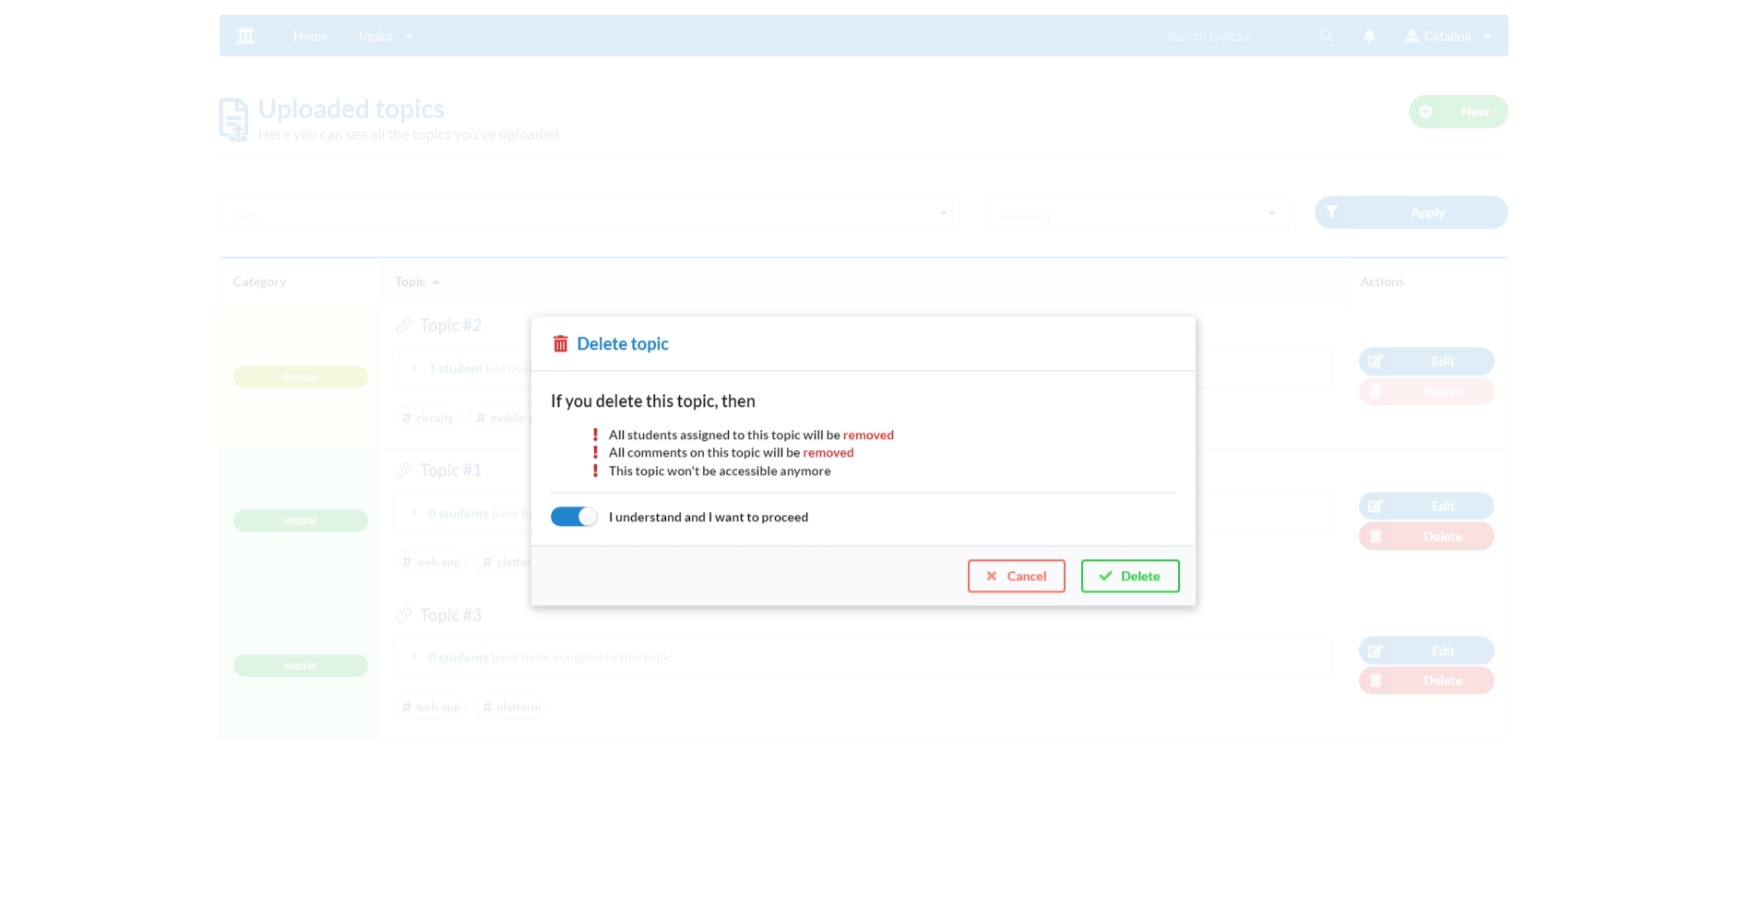 Home Topics Search topics... Catalina
Uploaded topics
Here you can see all the topics you've uploaded
New
Tags Category Apply
Category Topic Actions
Topic #2
1 student has bee
Edit
license
Delete
# circuits # mobile-
Topic #1
0 students have b
Edit
master
Delete
# web-app # platfor
Topic #3
0 students have been assigned to this topic
Edit
master
Delete
# web-app # platform
Delete topic
If you delete this topic, then
All students assigned to this topic will be removed
All comments on this topic will be removed
This topic won't be accessible anymore
I understand and I want to proceed
Cancel Delete